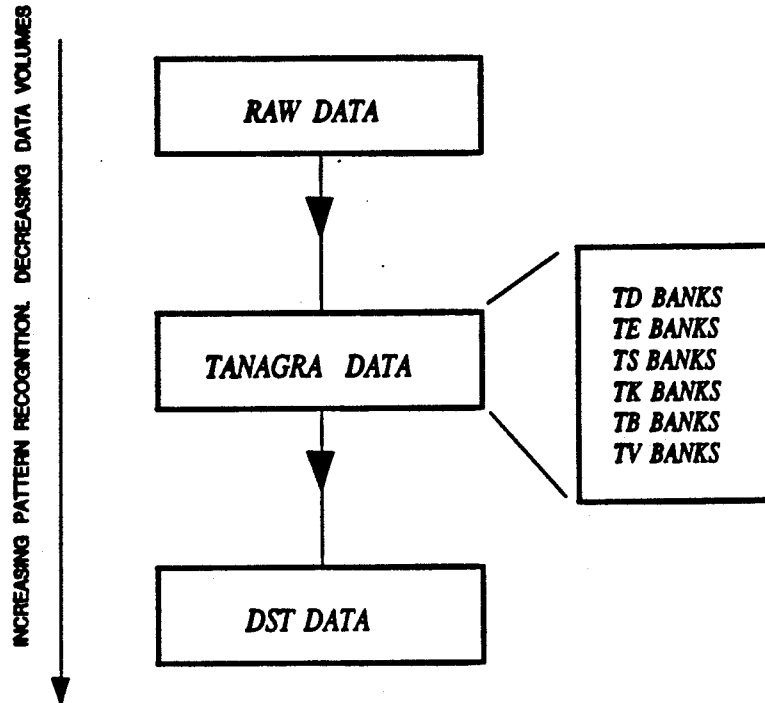 INCREASING PATTERN RECOGNITION. DECREASING DATA VOLUMES
RAW DATA
TANAGRA DATA
TD BANKS
TE BANKS
TS BANKS
TK BANKS
TB BANKS
TV BANKS
DST DATA